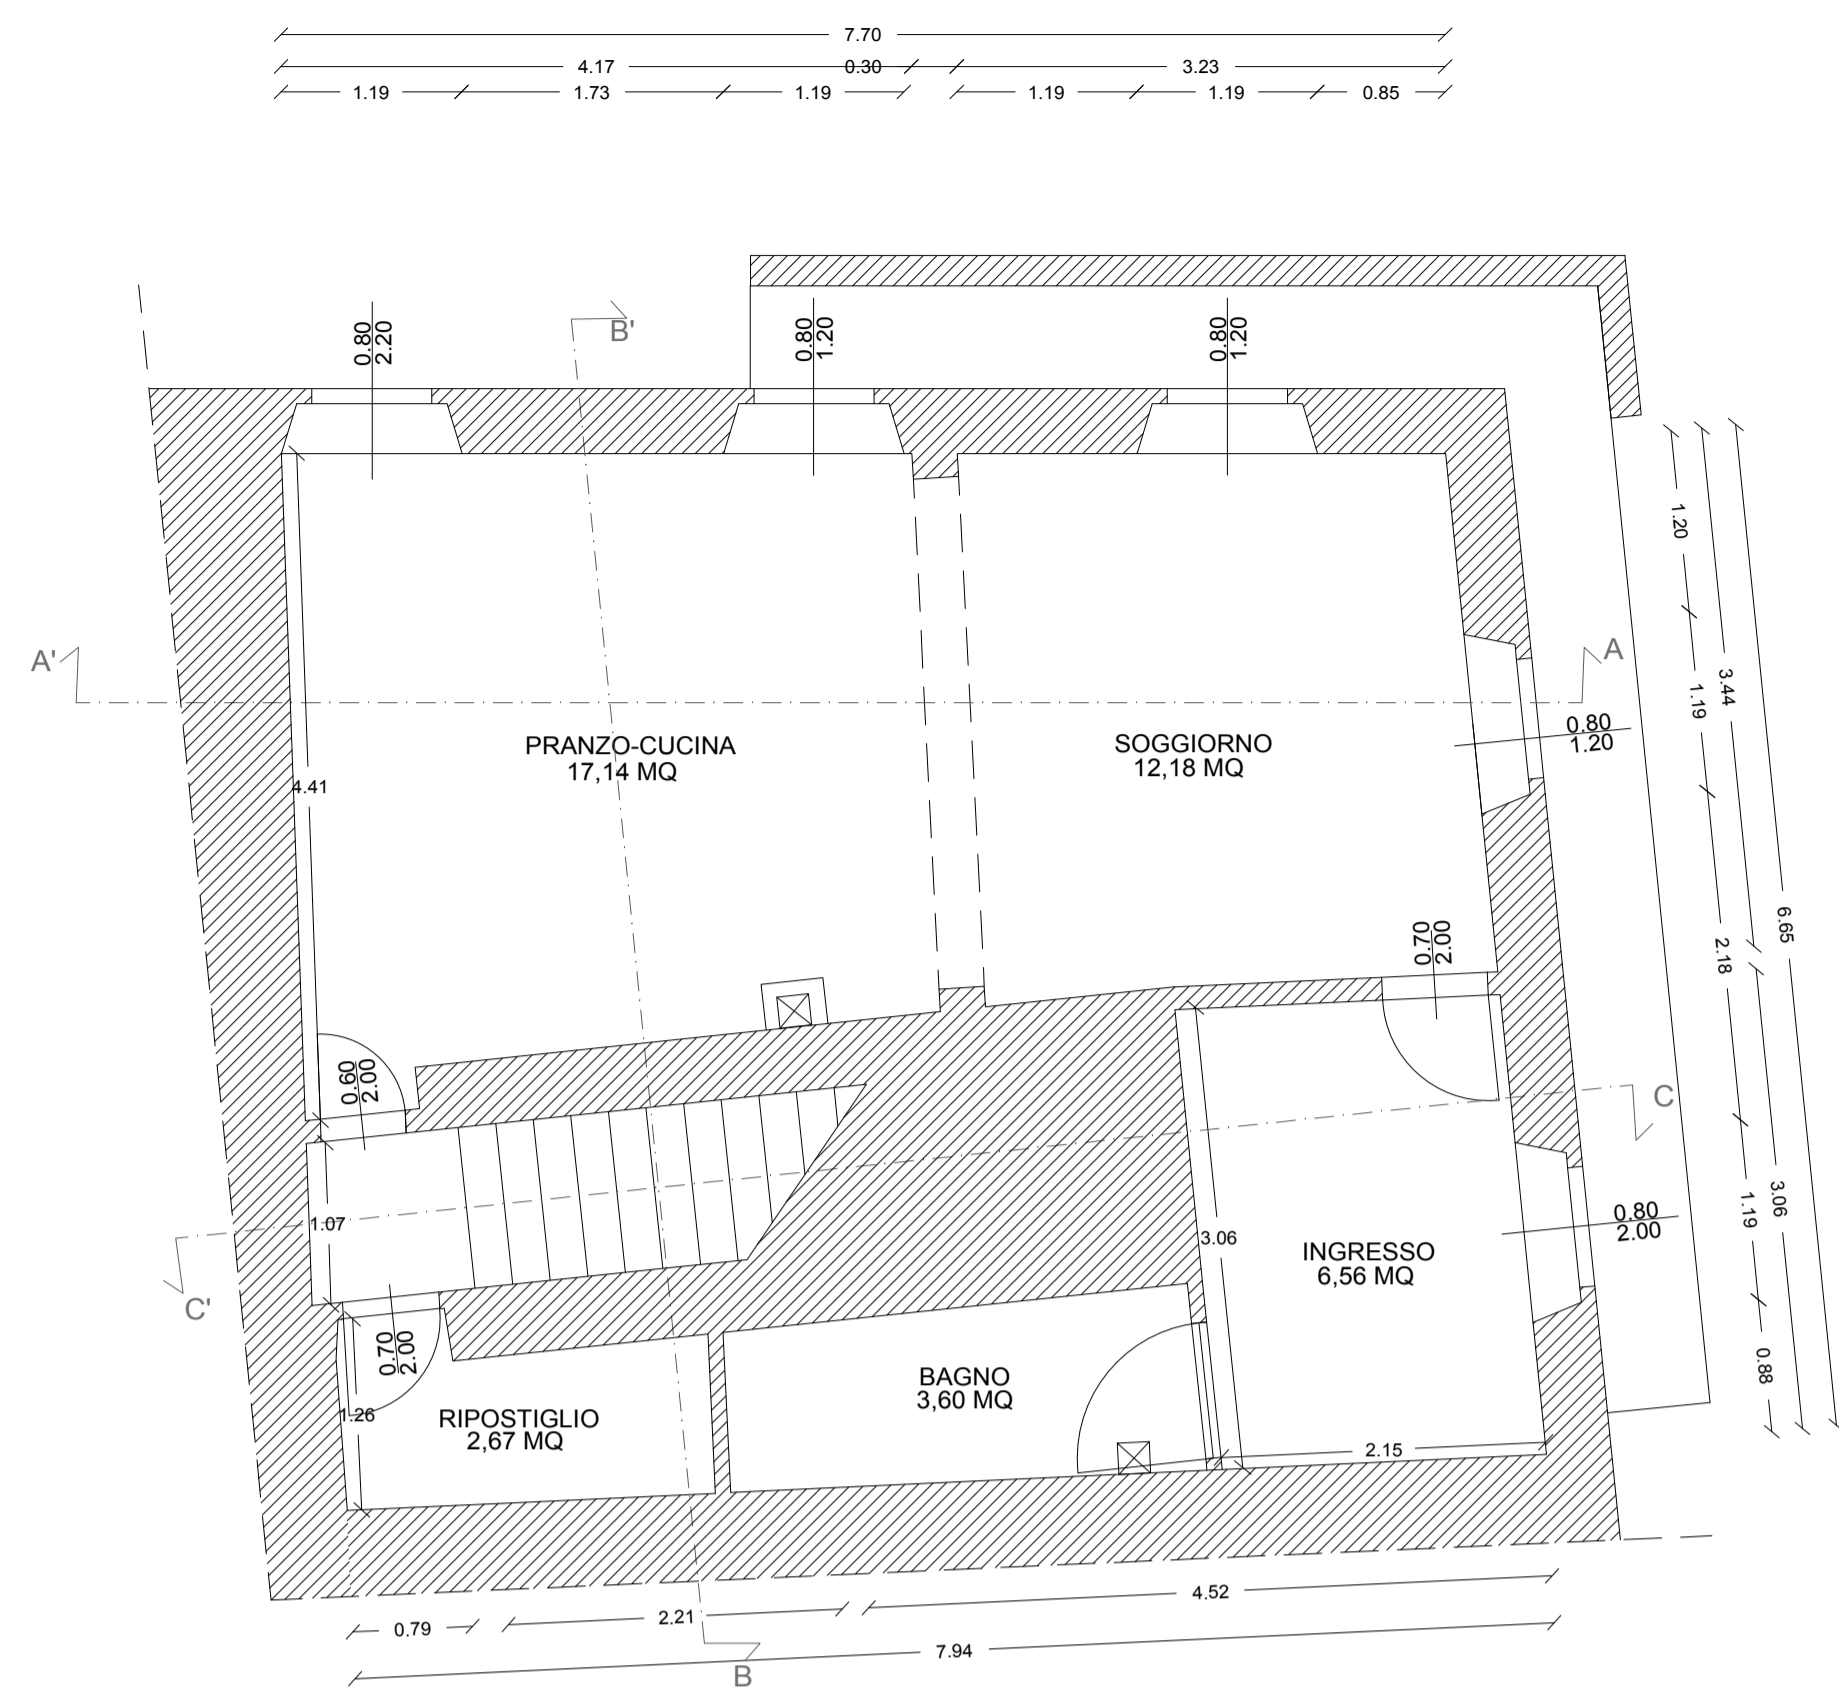 7.70
4.17
0.30
3.23
1.19
1.73
1.19
1.19
1.19
0.85
B'
0.80
2.20
0.80
1.20
0.80
1.20
1.20
A'
A
3.44
1.19
0.80
1.20
PRANZO-CUCINA
17,14 MQ
SOGGIORNO
12,18 MQ
4.41
0.70
2.00
2.18
6.65
0.60
2.00
C
1.07
3.06
INGRESSO
6,56 MQ
0.80
2.00
1.19
3.06
C'
0.70
2.00
0.88
1.26
RIPOSTIGLIO
2,67 MQ
BAGNO
3,60 MQ
2.15
0.79
2.21
4.52
7.94
B